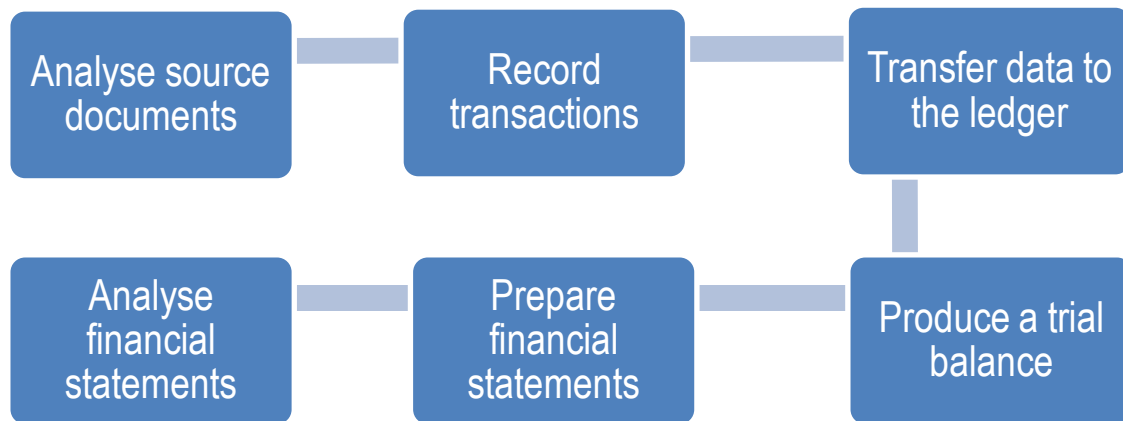 Analyse source
documents
Record
transactions
Transfer data to
the ledger
Produce a trial
balance
Prepare
financial
statements
Analyse
financial
statements